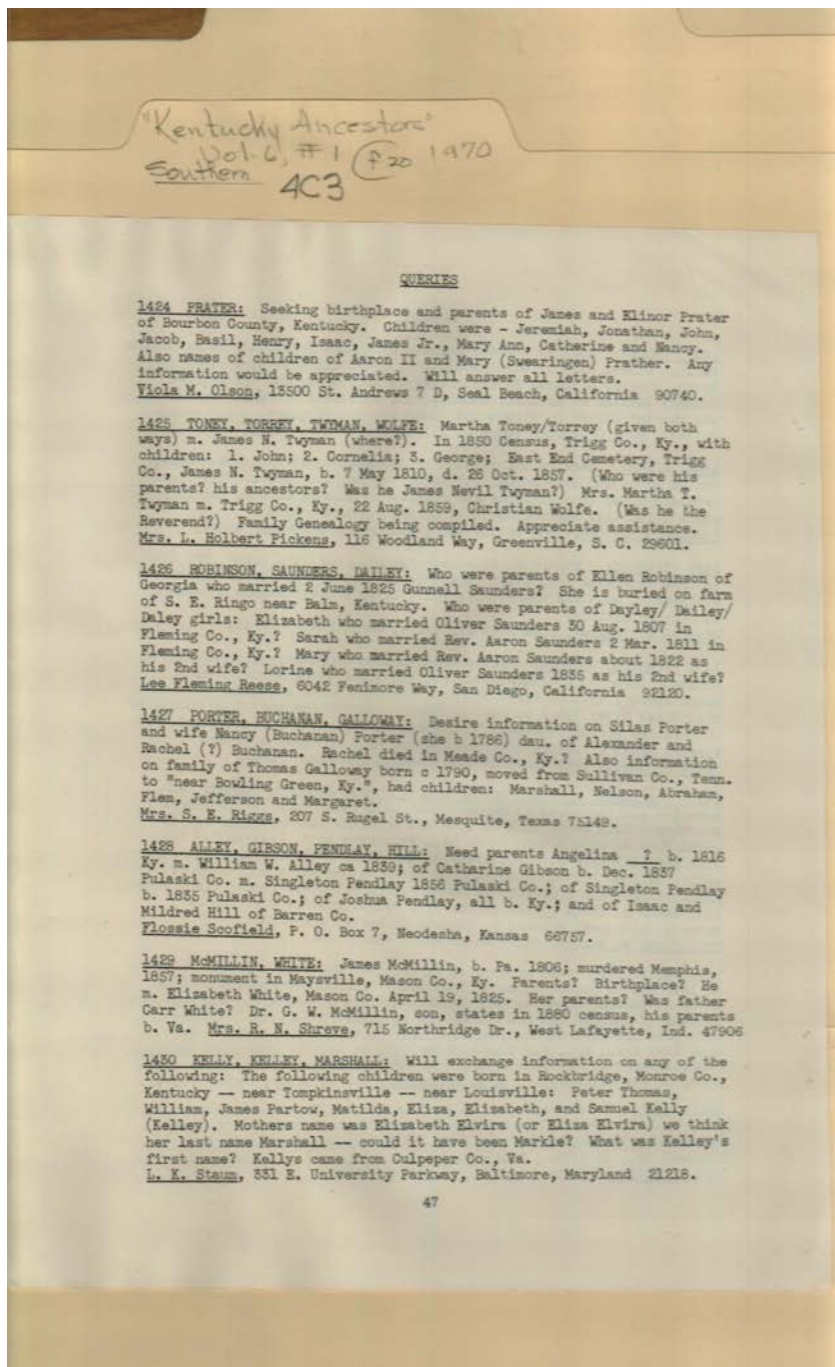 "Kentucky Ancestors"
Vol. 6, #1 f 20 1970
Southern
4C3
QUERIES
1424 PRATER: Seeking birthplace and parents of James and Elinor Prater
of Bourbon County, Kentucky. Children were - Jeremiah, Jonathan, John,
Jacob, Basil, Henry, Isaac, James Jr., Mary Ann, Catherine and Nancy.
Also names of children of Aaron II and Mary (Swearingen) Prather. Any
information would be appreciated. Will answer all letters.
Viola M. Olson, 13500 St. Andrews 7 D, Seal Beach, California 90740.
1425 TONEY, TORREY, TWYMAN, WOLFE: Martha Toney/Torrey (given both
ways) m. James N. Twyman (where?). In 1850 Census, Trigg Co., Ky., with
children: 1. John; 2. Cornelia; 3. George; East End Cemetery, Trigg
Co., James N. Twyman, b. 7 May 1810, d. 26 Oct. 1857. (Who were his
parents? his ancestors? Was he James Nevil Twyman?) Mrs. Martha T.
Twyman m. Trigg Co., Ky., 22 Aug. 1859, Christian Wolfe. (Was he the
Reverend?) Family Genealogy being compiled. Appreciate assistance.
Mrs. L. Holbert Pickens, 116 Woodland Way, Greenville, S. C. 29601.
1426 ROBINSON, SAUNDERS, DAILEY: Who were parents of Ellen Robinson of
Georgia who married 2 June 1825 Gunnell Saunders? She is buried on farm
of S. E. Ringo near Balm, Kentucky. Who were parents of Dayley/ Dailey/
Daley girls: Elizabeth who married Oliver Saunders 30 Aug. 1807 in
Fleming Co., Ky.? Sarah who married Rev. Aaron Saunders 2 Mar. 1811 in
Fleming Co., Ky.? Mary who married Rev. Aaron Saunders about 1822 as
his 2nd wife? Lorine who married Oliver Saunders 1835 as his 2nd wife?
Lee Fleming Reese, 6042 Fenimore Way, San Diego, California 92120.
1427 PORTER, BUCHANAN, GALLOWAY: Desire information on Silas Porter
and wife Nancy (Buchanan) Porter (she b 1786) dau. of Alexander and
Rachel (?) Buchanan. Rachel died in Meade Co., Ky.? Also information
on family of Thomas Galloway born c 1790, moved from Sullivan Co., Tenn.
to "near Bowling Green, Ky.", had children: Marshall, Nelson, Abraham,
Flem, Jefferson and Margaret.
Mrs. S. E. Riggs, 207 S. Rugel St., Mesquite, Texas 75149.
1428 ALLEY, GIBSON, PENDLAY, HILL: Need parents Angelina ? b. 1816
Ky. m. William W. Alley ca 1839; of Catharine Gibson b. Dec. 1837
Pulaski Co. m. Singleton Pendlay 1856 Pulaski Co.; of Singleton Pendlay
b. 1835 Pulaski Co.; of Joshua Pendlay, all b. Ky.; and of Isaac and
Mildred Hill of Barren Co.
Flossie Scofield, P. O. Box 7, Neodesha, Kansas 66757.
1429 McMILLIN, WHITE: James McMillin, b. Pa. 1806; murdered Memphis,
1857; monument in Maysville, Mason Co., Ky. Parents? Birthplace? He
m. Elizabeth White, Mason Co. April 19, 1825. Her parents? Was father
Carr White? Dr. G. W. McMillin, son, states in 1880 census, his parents
b. Va. Mrs. R. N. Shreve, 715 Northridge Dr., West Lafayette, Ind. 47906
1430 KELLY, KELLEY, MARSHALL: Will exchange information on any of the
following: The following children were born in Rockbridge, Monroe Co.,
Kentucky -- near Tompkinsville -- near Louisville: Peter Thomas,
William, James Partow, Matilda, Eliza, Elizabeth, and Samuel Kelly
(Kelley). Mothers name was Elizabeth Elvira (or Eliza Elvira) we think
her last name Marshall -- could it have been Markle? What was Kelley's
first name? Kellys came from Culpeper Co., Va.
L. K. Staum, 331 E. University Parkway, Baltimore, Maryland 21218.
47